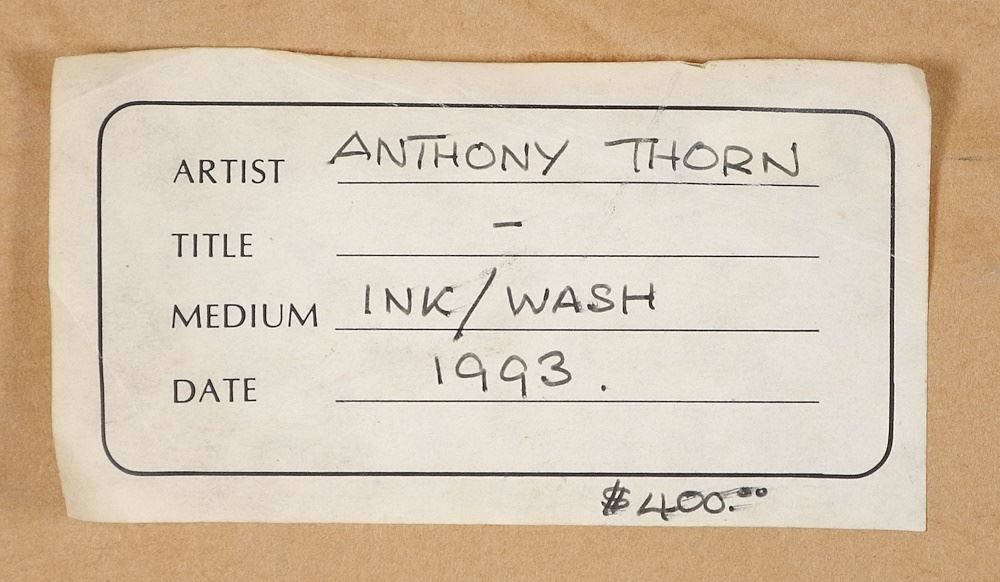 ARTIST ANTHONY THORN
TITLE –
MEDIUM INK/WASH
DATE 1993.
$400.00